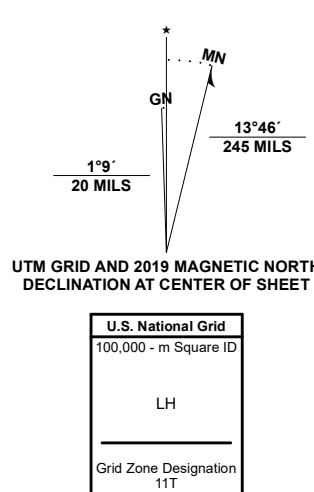 ★
MN
GN
13°46´
245 MILS
1°9´
20 MILS
UTM GRID AND 2019 MAGNETIC NORTH
DECLINATION AT CENTER OF SHEET
U.S. National Grid
100,000 - m Square ID
LH
Grid Zone Designation
11T